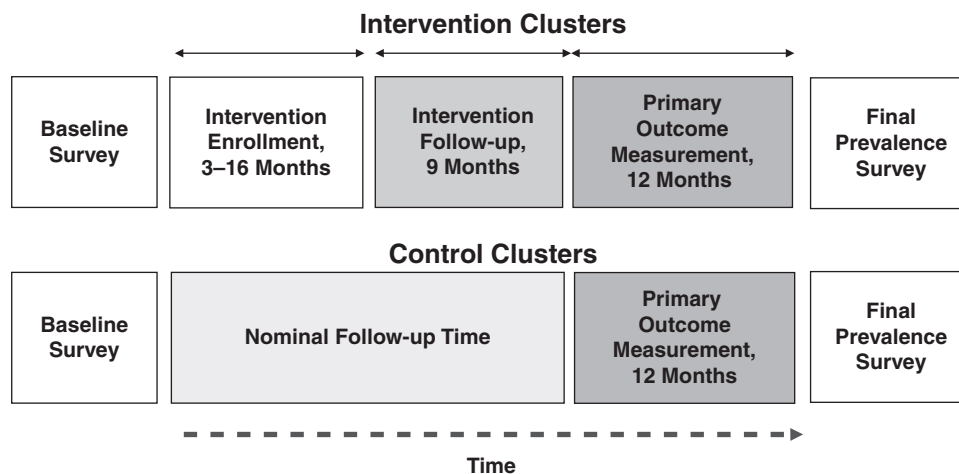 Intervention Clusters
Baseline
Survey
Intervention
Enrollment,
3–16 Months
Intervention
Follow-up,
9 Months
Primary
Outcome
Measurement,
12 Months
Final
Prevalence
Survey
Control Clusters
Baseline
Survey
Nominal Follow-up Time
Primary
Outcome
Measurement,
12 Months
Final
Prevalence
Survey
Time